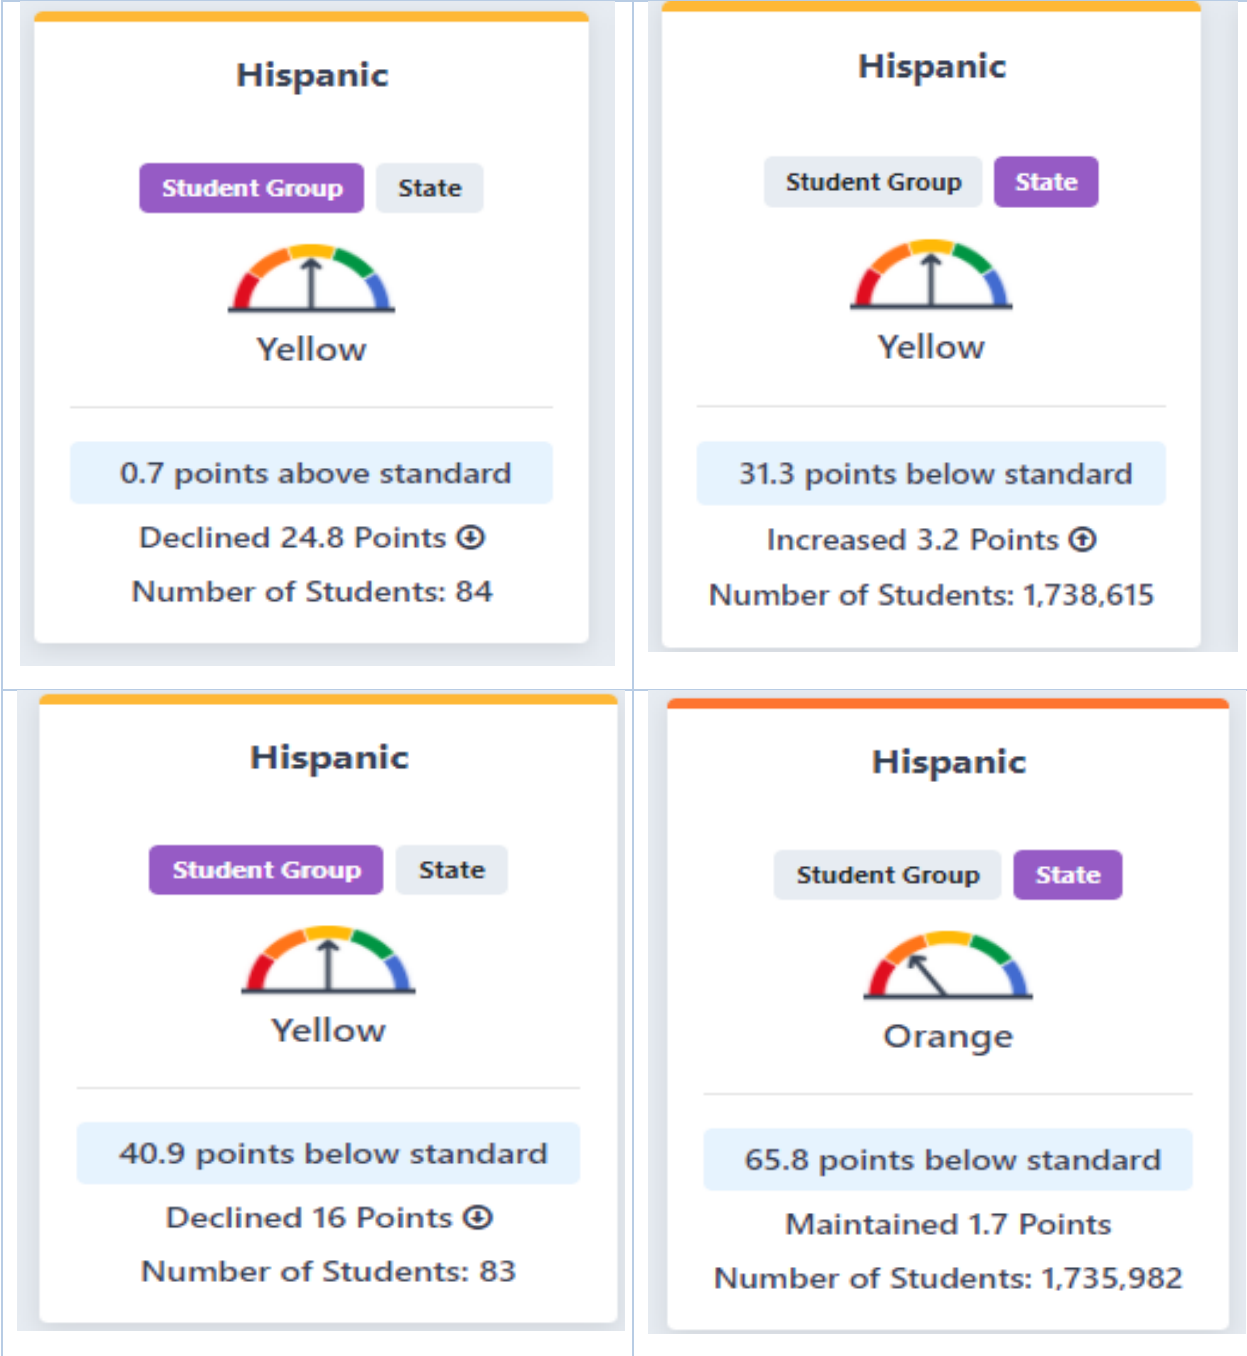 Hispanic
Student Group State
Yellow
0.7 points above standard
Declined 24.8 Points
Number of Students: 84
Hispanic
Student Group State
Yellow
31.3 points below standard
Increased 3.2 Points
Number of Students: 1,738,615
Hispanic
Student Group State
Yellow
40.9 points below standard
Declined 16 Points
Number of Students: 83
Hispanic
Student Group State
Orange
65.8 points below standard
Maintained 1.7 Points
Number of Students: 1,735,982